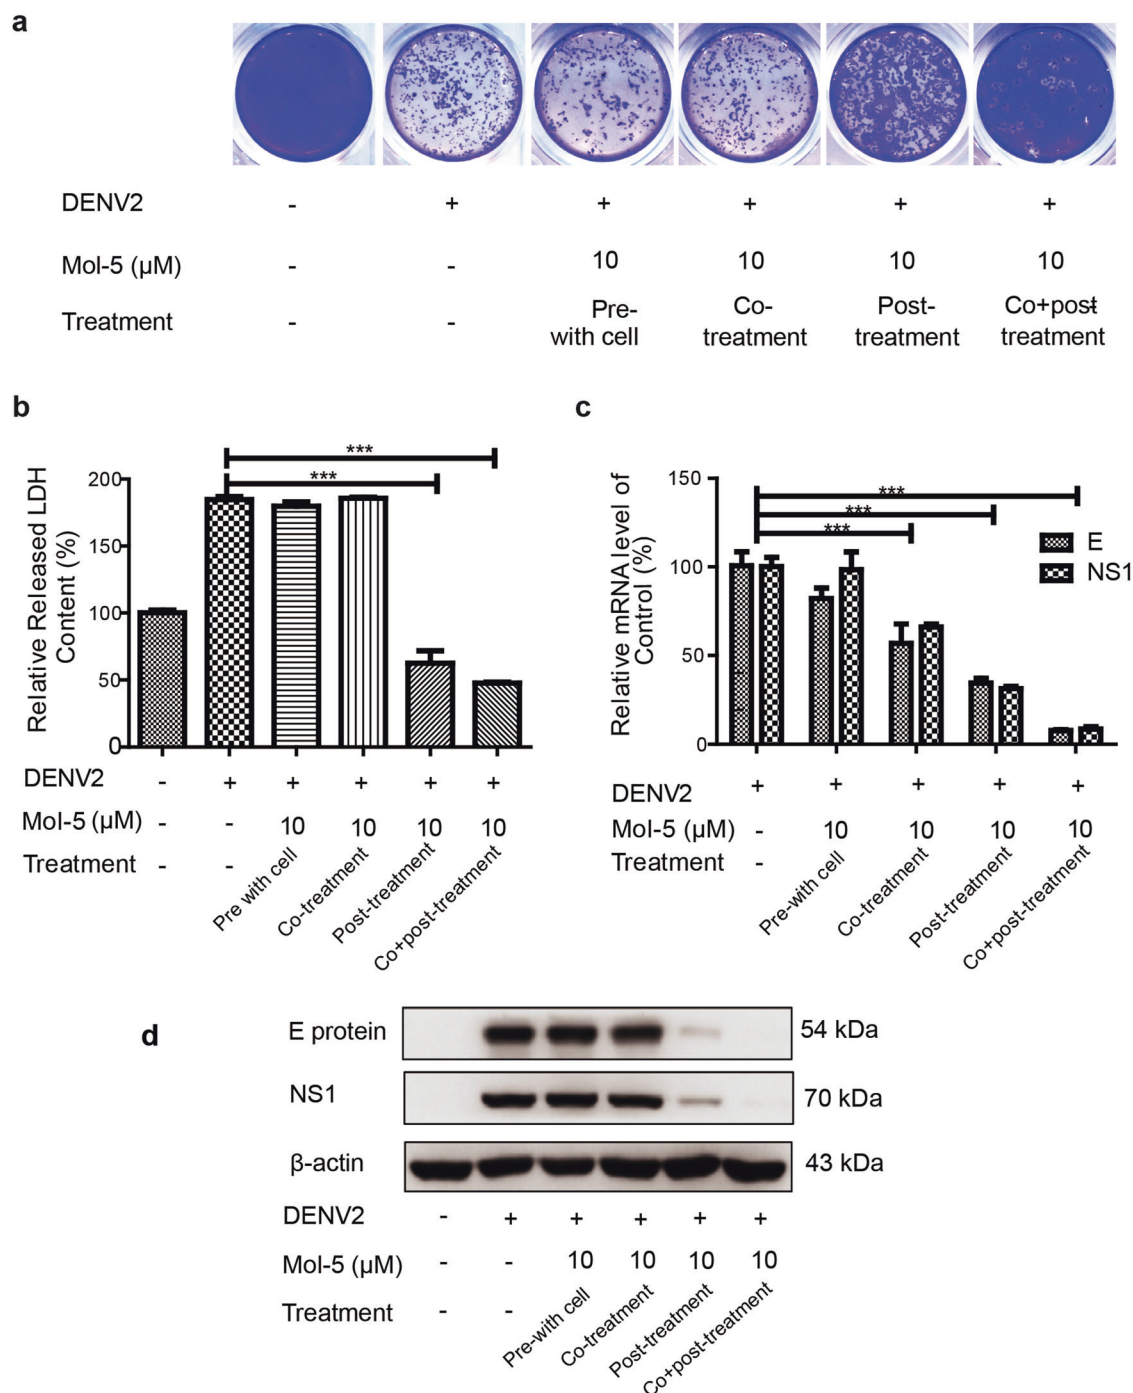 a
DENV2 - + + + + +
Mol-5 (µM) - - 10 10 10 10
Treatment - - Pre-with cell Co-treatment Post-treatment Co+post-treatment
b
Relative Released LDH
Content (%)
200
150
100
50
0
*** 
***
DENV2 - + + + + +
Mol-5 (µM) - - 10 10 10 10
Treatment - - Pre with cell Co-treatment Post-treatment Co+post-treatment
c
Relative mRNA level of
Control (%)
150
100
50
0
***
***
***
E
NS1
DENV2 + + + + +
Mol-5 (µM) - 10 10 10 10
Treatment - Pre-with cell Co-treatment Post-treatment Co+post-treatment
d
E protein 54 kDa
NS1 70 kDa
β-actin 43 kDa
DENV2 - + + + + +
Mol-5 (µM) - - 10 10 10 10
Treatment - - Pre-with cell Co-treatment Post-treatment Co+post-treatment